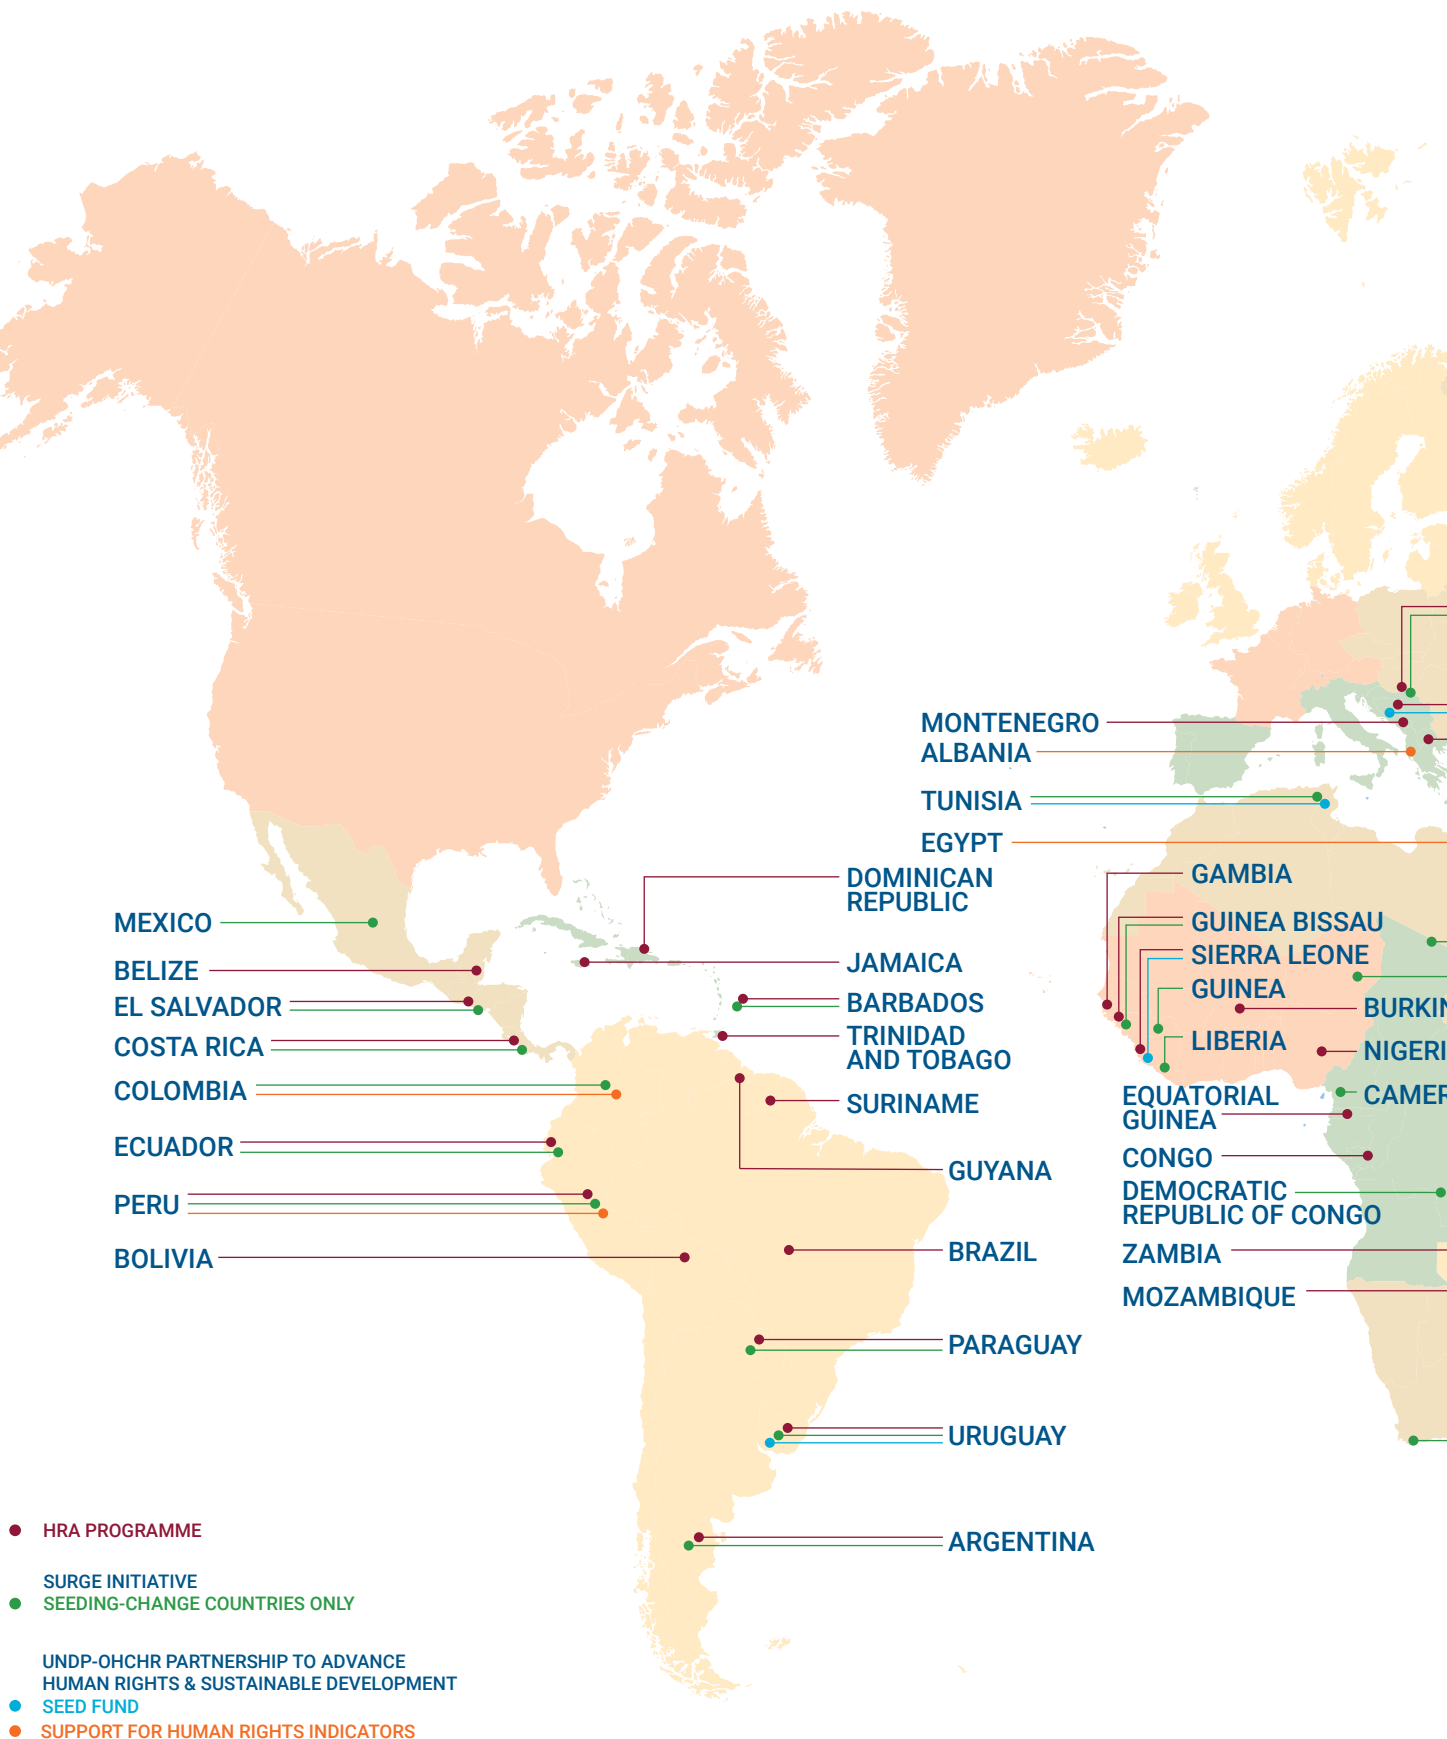 MONTENEGRO
ALBANIA
TUNISIA
EGYPT
DOMINICAN
REPUBLIC
JAMAICA
BARBADOS
TRINIDAD
AND TOBAGO
SURINAME
GUYANA
BRAZIL
PARAGUAY
URUGUAY
ARGENTINA
MEXICO
BELIZE
EL SALVADOR
COSTA RICA
COLOMBIA
ECUADOR
PERU
BOLIVIA
GAMBIA
GUINEA BISSAU
SIERRA LEONE
GUINEA
BURKIN
LIBERIA
NIGERI
EQUATORIAL
GUINEA
CAMER
CONGO
DEMOCRATIC
REPUBLIC OF CONGO
ZAMBIA
MOZAMBIQUE
HRA PROGRAMME
SURGE INITIATIVE
SEEDING-CHANGE COUNTRIES ONLY
UNDP-OHCHR PARTNERSHIP TO ADVANCE
HUMAN RIGHTS & SUSTAINABLE DEVELOPMENT
SEED FUND
SUPPORT FOR HUMAN RIGHTS INDICATORS